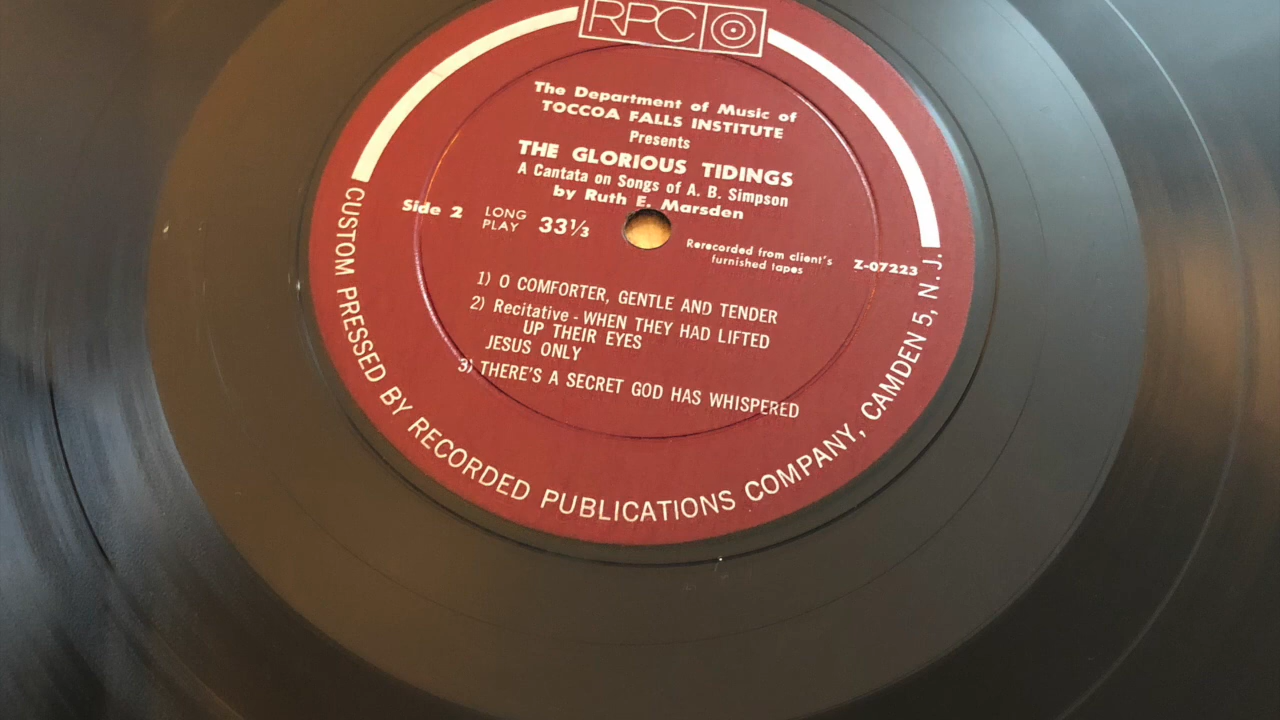 RPC
The Department of Music of
TOCCOA FALLS INSTITUTE
Presents
THE GLORIOUS TIDINGS
A Cantata on Songs of A. B. Simpson
by Ruth E. Marsden
Side 2
LONG
PLAY
33⅓
Rerecorded from client's
furnished tapes
Z-07223
1) O COMFORTER, GENTLE AND TENDER
2) Recitative - WHEN THEY HAD LIFTED
UP THEIR EYES
JESUS ONLY
3) THERE'S A SECRET GOD HAS WHISPERED
CUSTOM PRESSED BY RECORDED PUBLICATIONS COMPANY, CAMDEN 5, N. J.